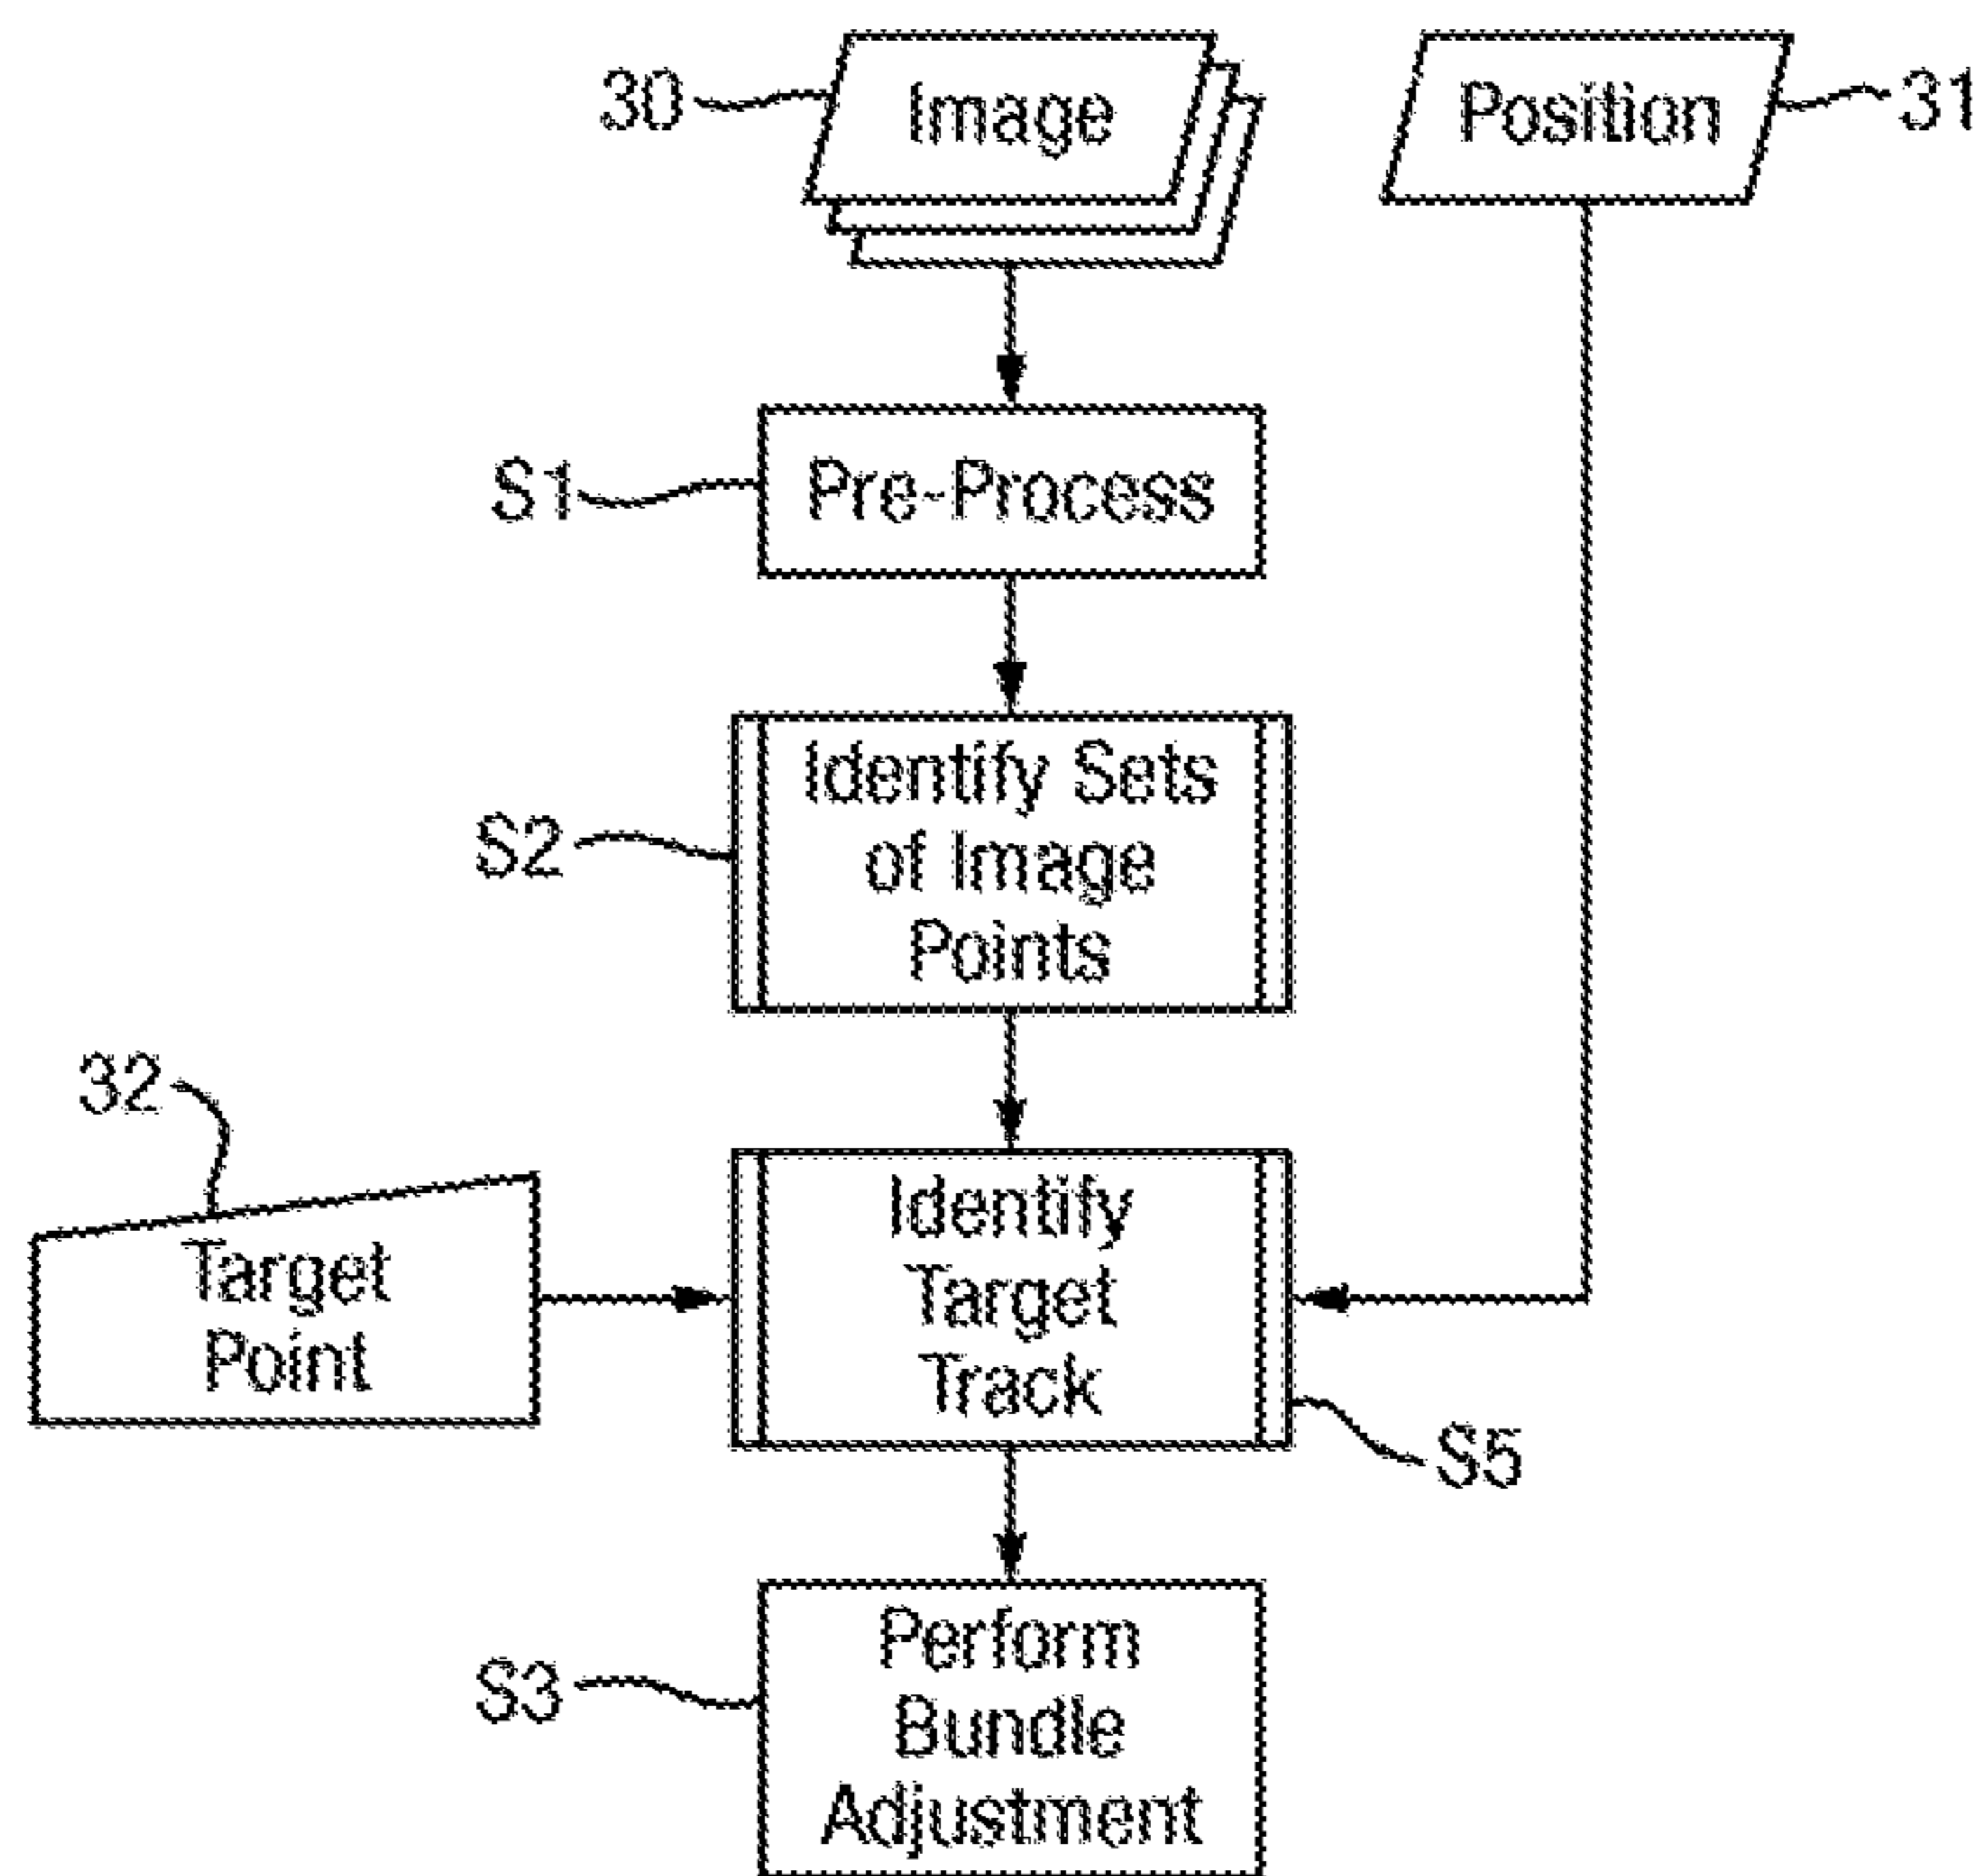 30
Image
Position
31
S1
Pre-Process
S2
Identify Sets
of Image
Points
32
Target
Point
Identify
Target
Track
S5
S3
Perform
Bundle
Adjustment